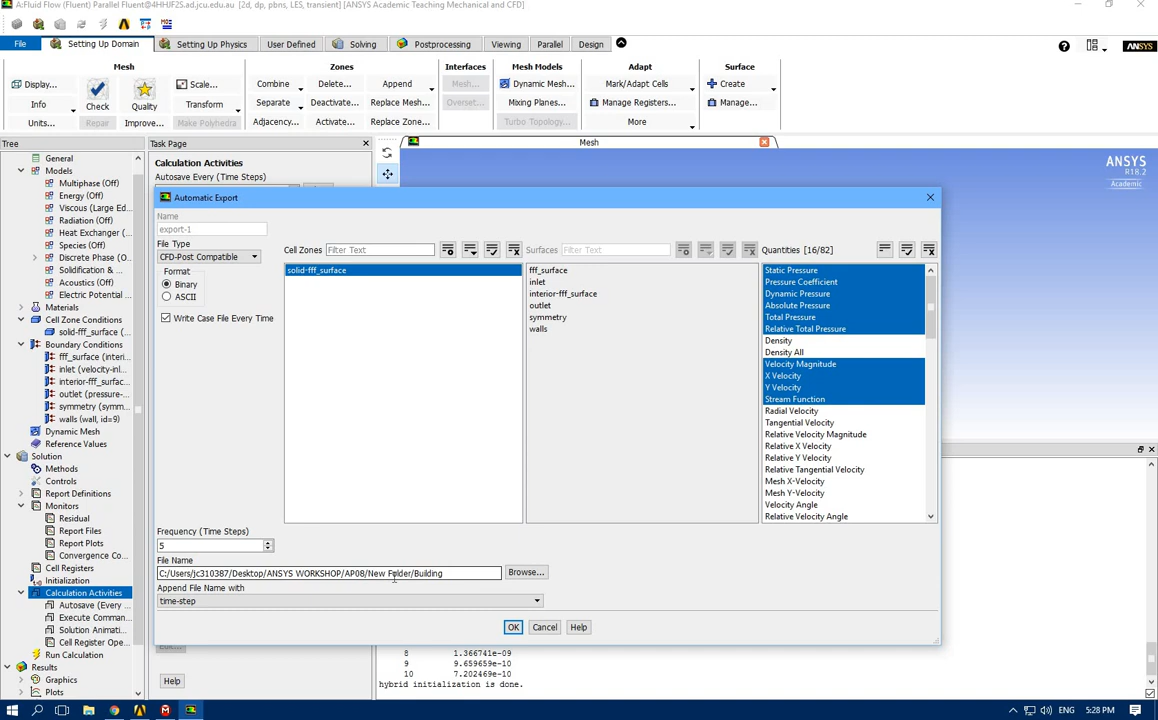 A:Fluid Flow (Fluent) Parallel Fluent@4HHJF2S.ad.jcu.edu.au [2d, dp, pbns, LES, transient] [ANSYS Academic Teaching Mechanical and CFD]
File
Setting Up Domain
Setting Up Physics
User Defined
Solving
Postprocessing
Viewing
Parallel
Design
ANSYS
Mesh
Zones
Interfaces
Mesh Models
Adapt
Surface
Display...
Scale...
Combine
Delete...
Append
Mesh...
Dynamic Mesh...
Mark/Adapt Cells
Create
Info
Check
Quality
Transform
Separate
Deactivate...
Replace Mesh...
Overset...
Mixing Planes...
Manage Registers...
Manage...
Units...
Repair
Improve...
Make Polyhedra
Adjacency...
Activate...
Replace Zone...
Turbo Topology...
More
Tree
Task Page
Mesh
General
Models
Multiphase (Off)
Energy (Off)
Viscous (Large Ed...
Radiation (Off)
Heat Exchanger (...
Species (Off)
Discrete Phase (O...
Solidification & ...
Acoustics (Off)
Electric Potential ...
Materials
Cell Zone Conditions
solid-fff_surface (...
Boundary Conditions
fff_surface (interi...
inlet (velocity-inl...
interior-fff_surfac...
outlet (pressure-...
symmetry (symm...
walls (wall, id=9)
Dynamic Mesh
Reference Values
Solution
Methods
Controls
Report Definitions
Monitors
Residual
Report Files
Report Plots
Convergence Co...
Cell Registers
Initialization
Calculation Activities
Autosave (Every ...
Execute Comman...
Solution Animati...
Cell Register Ope...
Run Calculation
Results
Graphics
Plots
Calculation Activities
Autosave Every (Time Steps)
ANSYS
R18.2
Academic
Automatic Export
Name
export-1
File Type
CFD-Post Compatible
Format
Binary
ASCII
Write Case File Every Time
Cell Zones
Filter Text
solid-fff_surface
Surfaces
Filter Text
fff_surface
inlet
interior-fff_surface
outlet
symmetry
walls
Quantities [16/82]
Static Pressure
Pressure Coefficient
Dynamic Pressure
Absolute Pressure
Total Pressure
Relative Total Pressure
Density
Density All
Velocity Magnitude
X Velocity
Y Velocity
Stream Function
Radial Velocity
Tangential Velocity
Relative Velocity Magnitude
Relative X Velocity
Relative Y Velocity
Relative Tangential Velocity
Mesh X-Velocity
Mesh Y-Velocity
Velocity Angle
Relative Velocity Angle
Frequency (Time Steps)
5
File Name
C:/Users/jc310387/Desktop/ANSYS WORKSHOP/AP08/New Folder/Building
Browse...
Append File Name with
time-step
OK
Cancel
Help
Edit...
Help
8 1.366741e-09
9 9.659659e-10
10 7.202469e-10
hybrid initialization is done.
ENG
5:28 PM